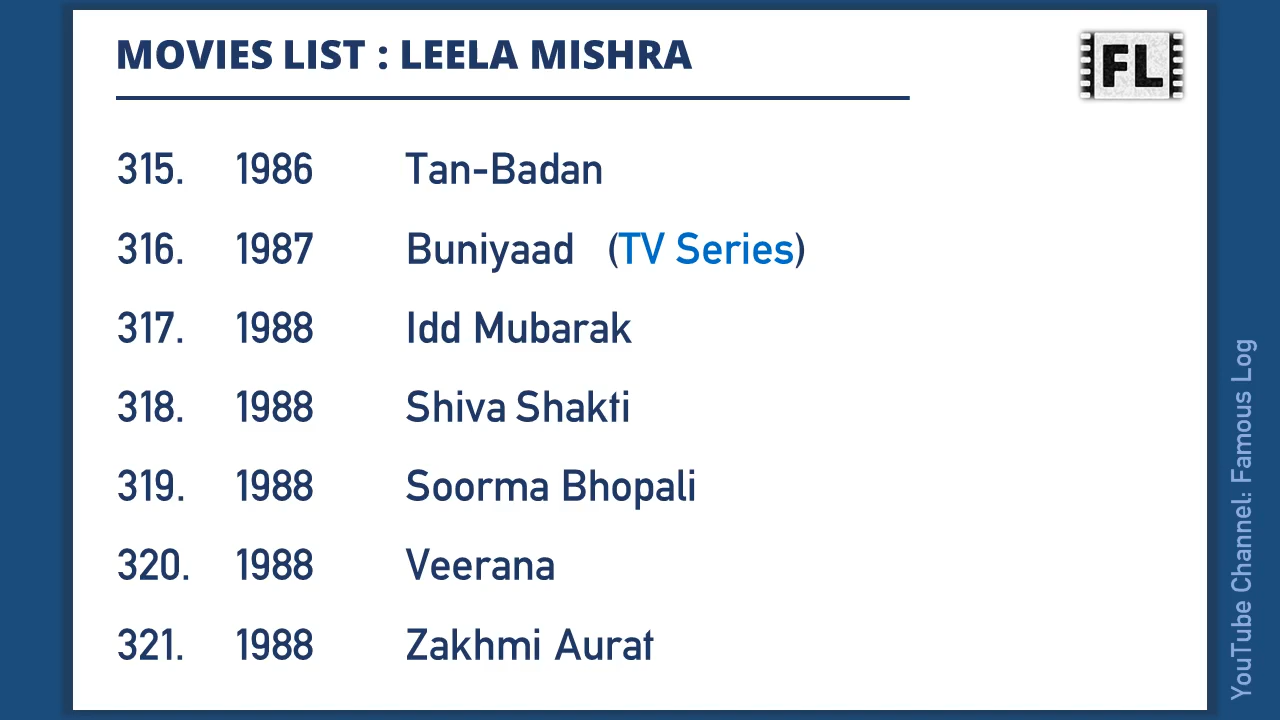 MOVIES LIST : LEELA MISHRA
FL
315. 1986 Tan-Badan
316. 1987 Buniyaad (TV Series)
317. 1988 Idd Mubarak
318. 1988 Shiva Shakti
319. 1988 Soorma Bhopali
320. 1988 Veerana
321. 1988 Zakhmi Aurat
YouTube Channel: Famous Log